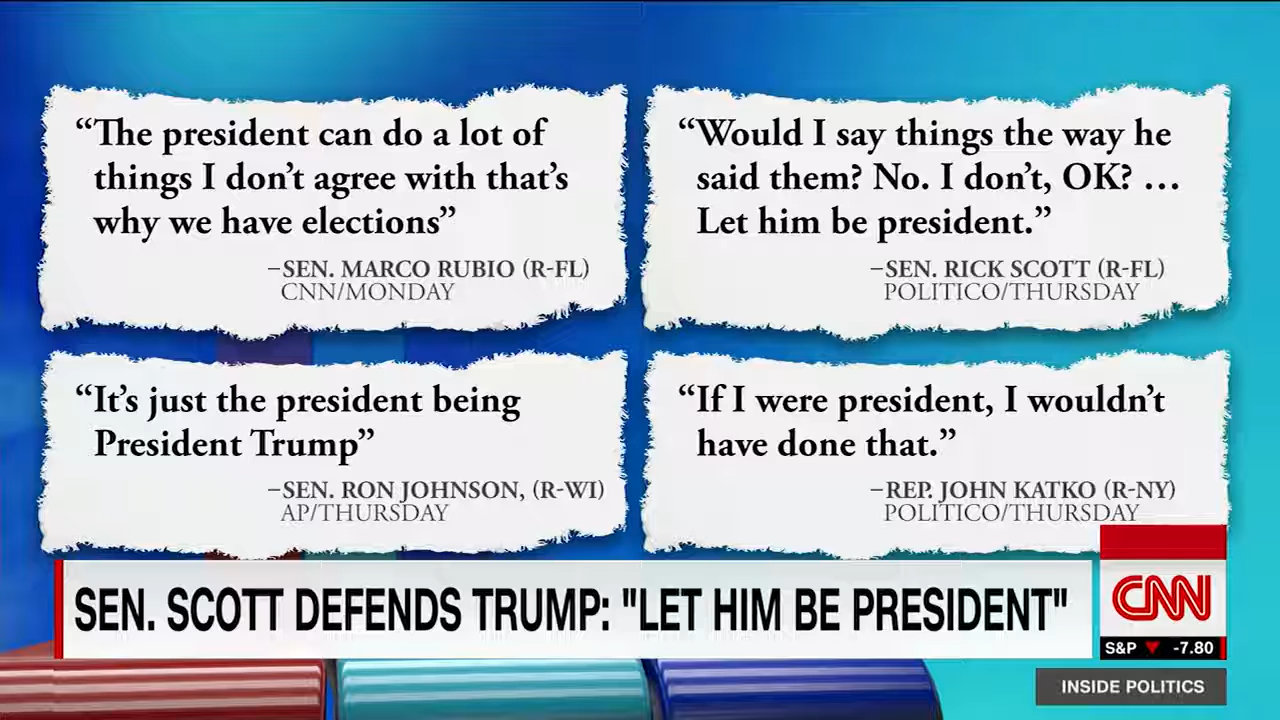 “The president can do a lot of
things I don’t agree with that’s
why we have elections”
–SEN. MARCO RUBIO (R-FL)
CNN/MONDAY
“Would I say things the way he
said them? No. I don’t, OK? …
Let him be president.”
–SEN. RICK SCOTT (R-FL)
POLITICO/THURSDAY
“It’s just the president being
President Trump”
–SEN. RON JOHNSON, (R-WI)
AP/THURSDAY
“If I were president, I wouldn’t
have done that.”
–REP. JOHN KATKO (R-NY)
POLITICO/THURSDAY
SEN. SCOTT DEFENDS TRUMP: "LET HIM BE PRESIDENT"
CNN
S&P ▼ -7.80
INSIDE POLITICS